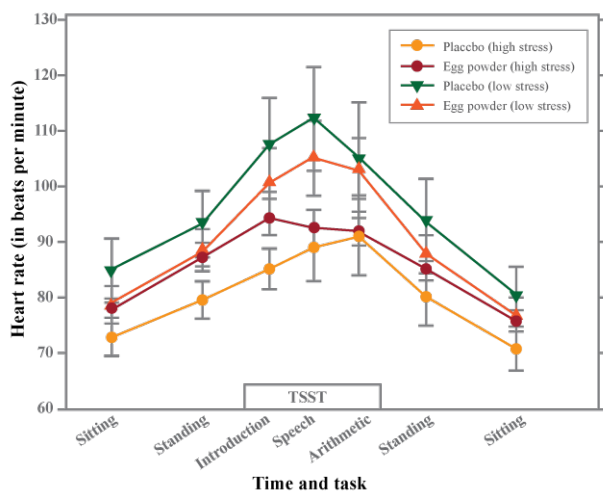 130
120
110
100
90
80
70
60
Heart rate (in beats per minute)
Placebo (high stress)
Egg powder (high stress)
Placebo (low stress)
Egg powder (low stress)
TSST
Sitting
Standing
Introduction
Speech
Arithmetic
Standing
Sitting
Time and task